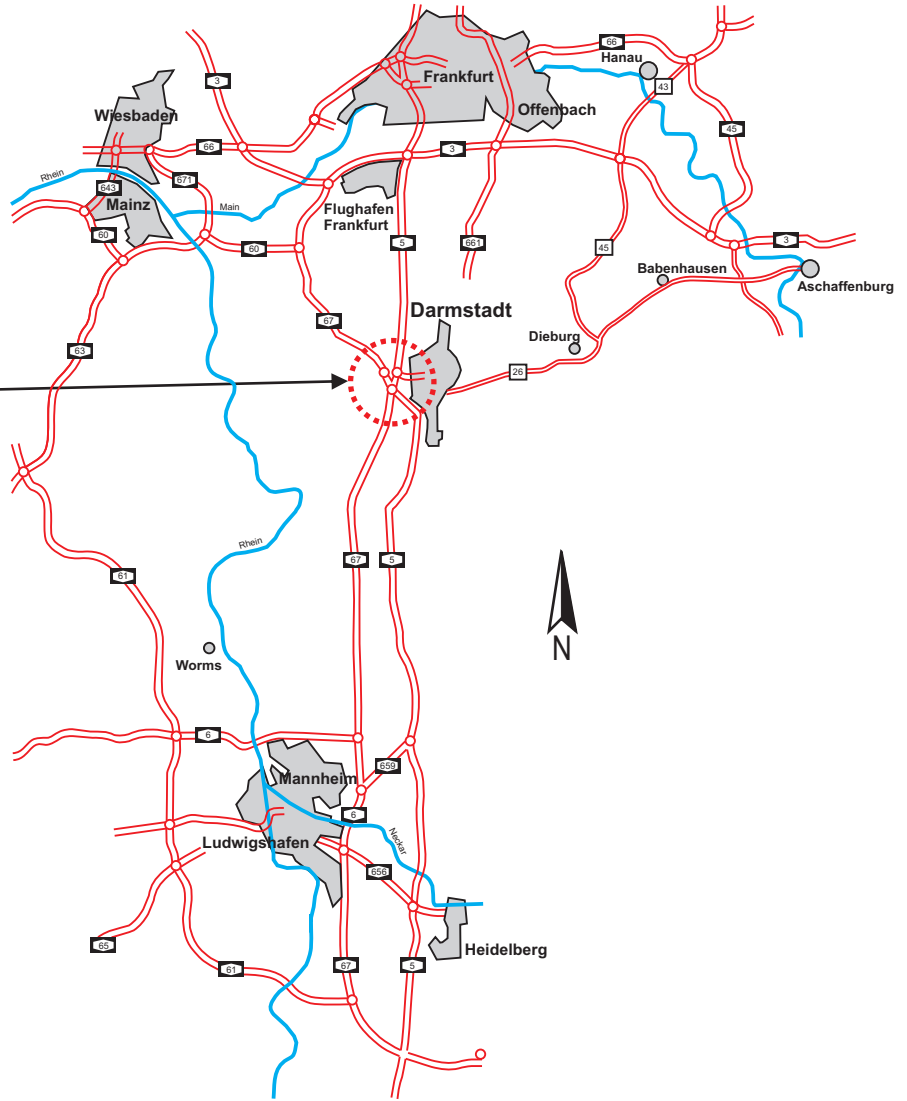 66
Hanau
3
Frankfurt
43
Offenbach
Wiesbaden
45
66
3
Rhein
671
643
Mainz
Main
Flughafen
Frankfurt
60
60
5
661
45
3
Babenhausen
Aschaffenburg
67
Darmstadt
Dieburg
63
26
Rhein
67
5
61
N
Worms
6
659
Mannheim
6
Ludwigshafen
Neckar
656
65
Heidelberg
61
67
5